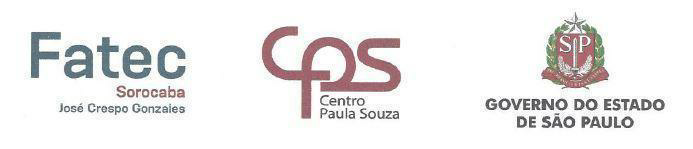 Fatec
Sorocaba
José Crespo Gonzales
CPS
Centro
Paula Souza
SP
GOVERNO DO ESTADO
DE SÃO PAULO